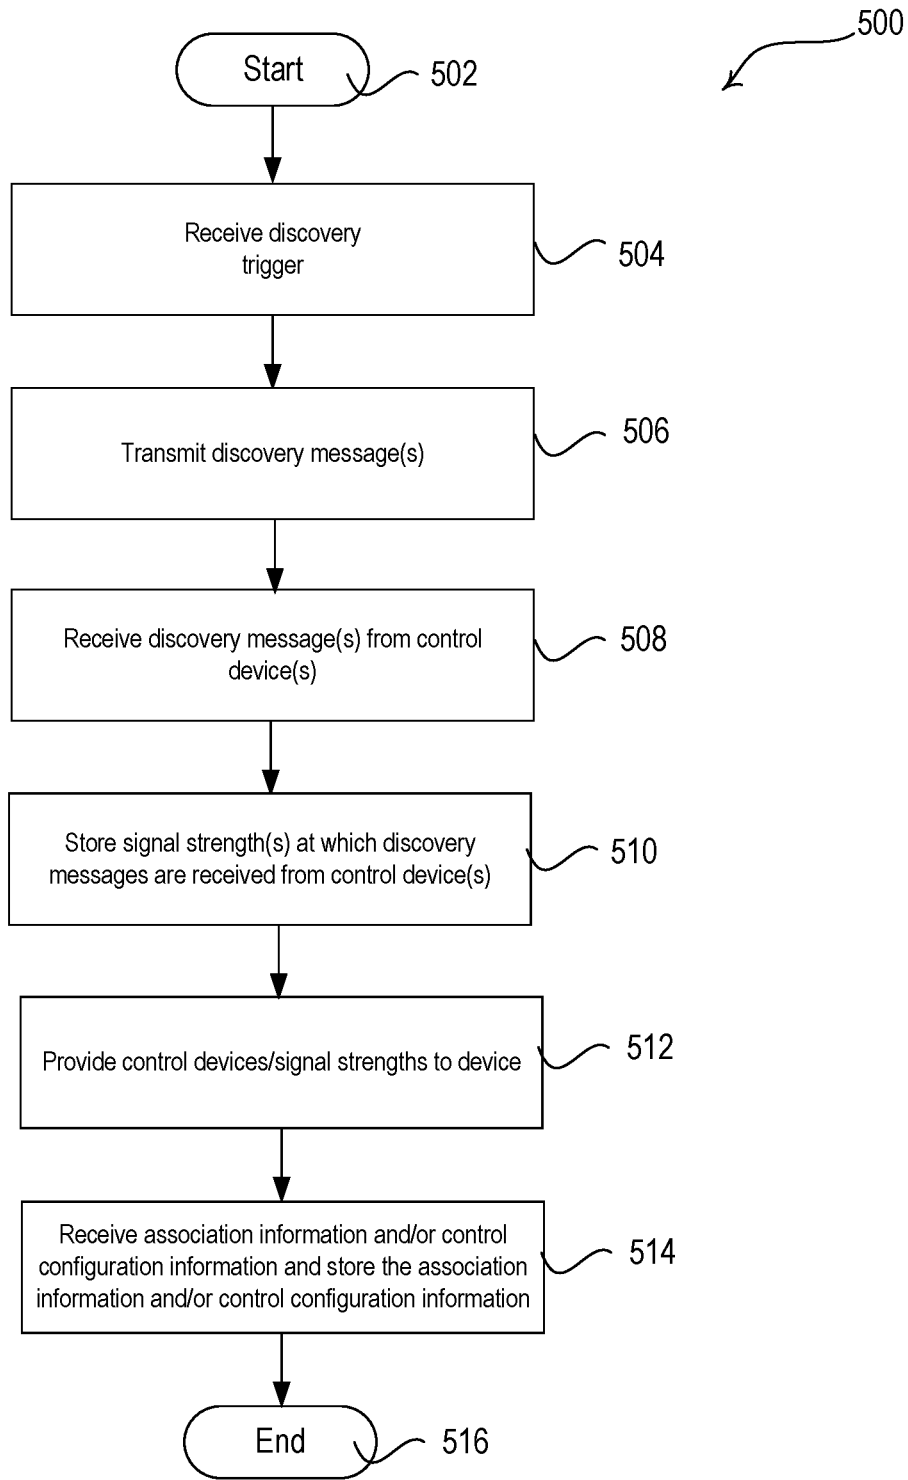 500
Start
502
Receive discovery
trigger
504
Transmit discovery message(s)
506
Receive discovery message(s) from control
device(s)
508
Store signal strength(s) at which discovery
messages are received from control device(s)
510
Provide control devices/signal strengths to device
512
Receive association information and/or control
configuration information and store the association
information and/or control configuration information
514
End
516